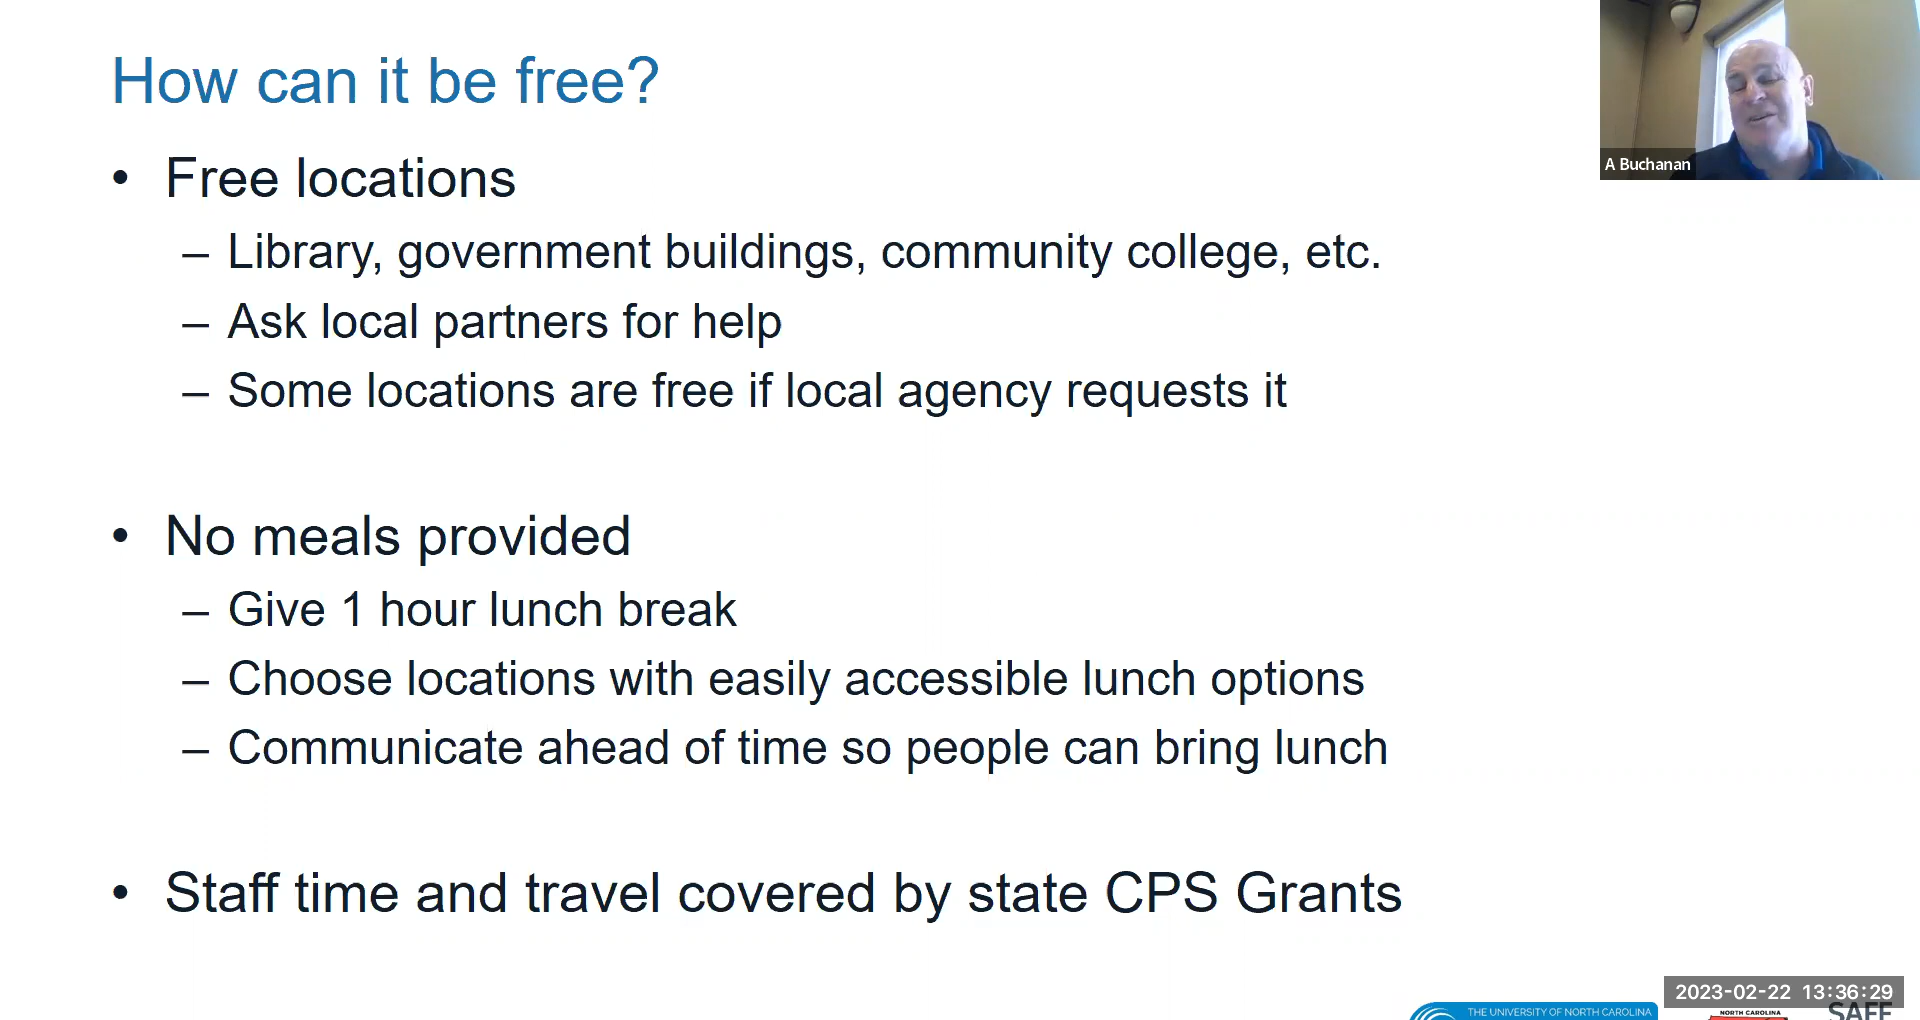 How can it be free?
• Free locations
– Library, government buildings, community college, etc.
– Ask local partners for help
– Some locations are free if local agency requests it
• No meals provided
– Give 1 hour lunch break
– Choose locations with easily accessible lunch options
– Communicate ahead of time so people can bring lunch
• Staff time and travel covered by state CPS Grants
A Buchanan
2023-02-22 13:36:29
THE UNIVERSITY OF NORTH CAROLINA
NORTH CAROLINA
SAFE